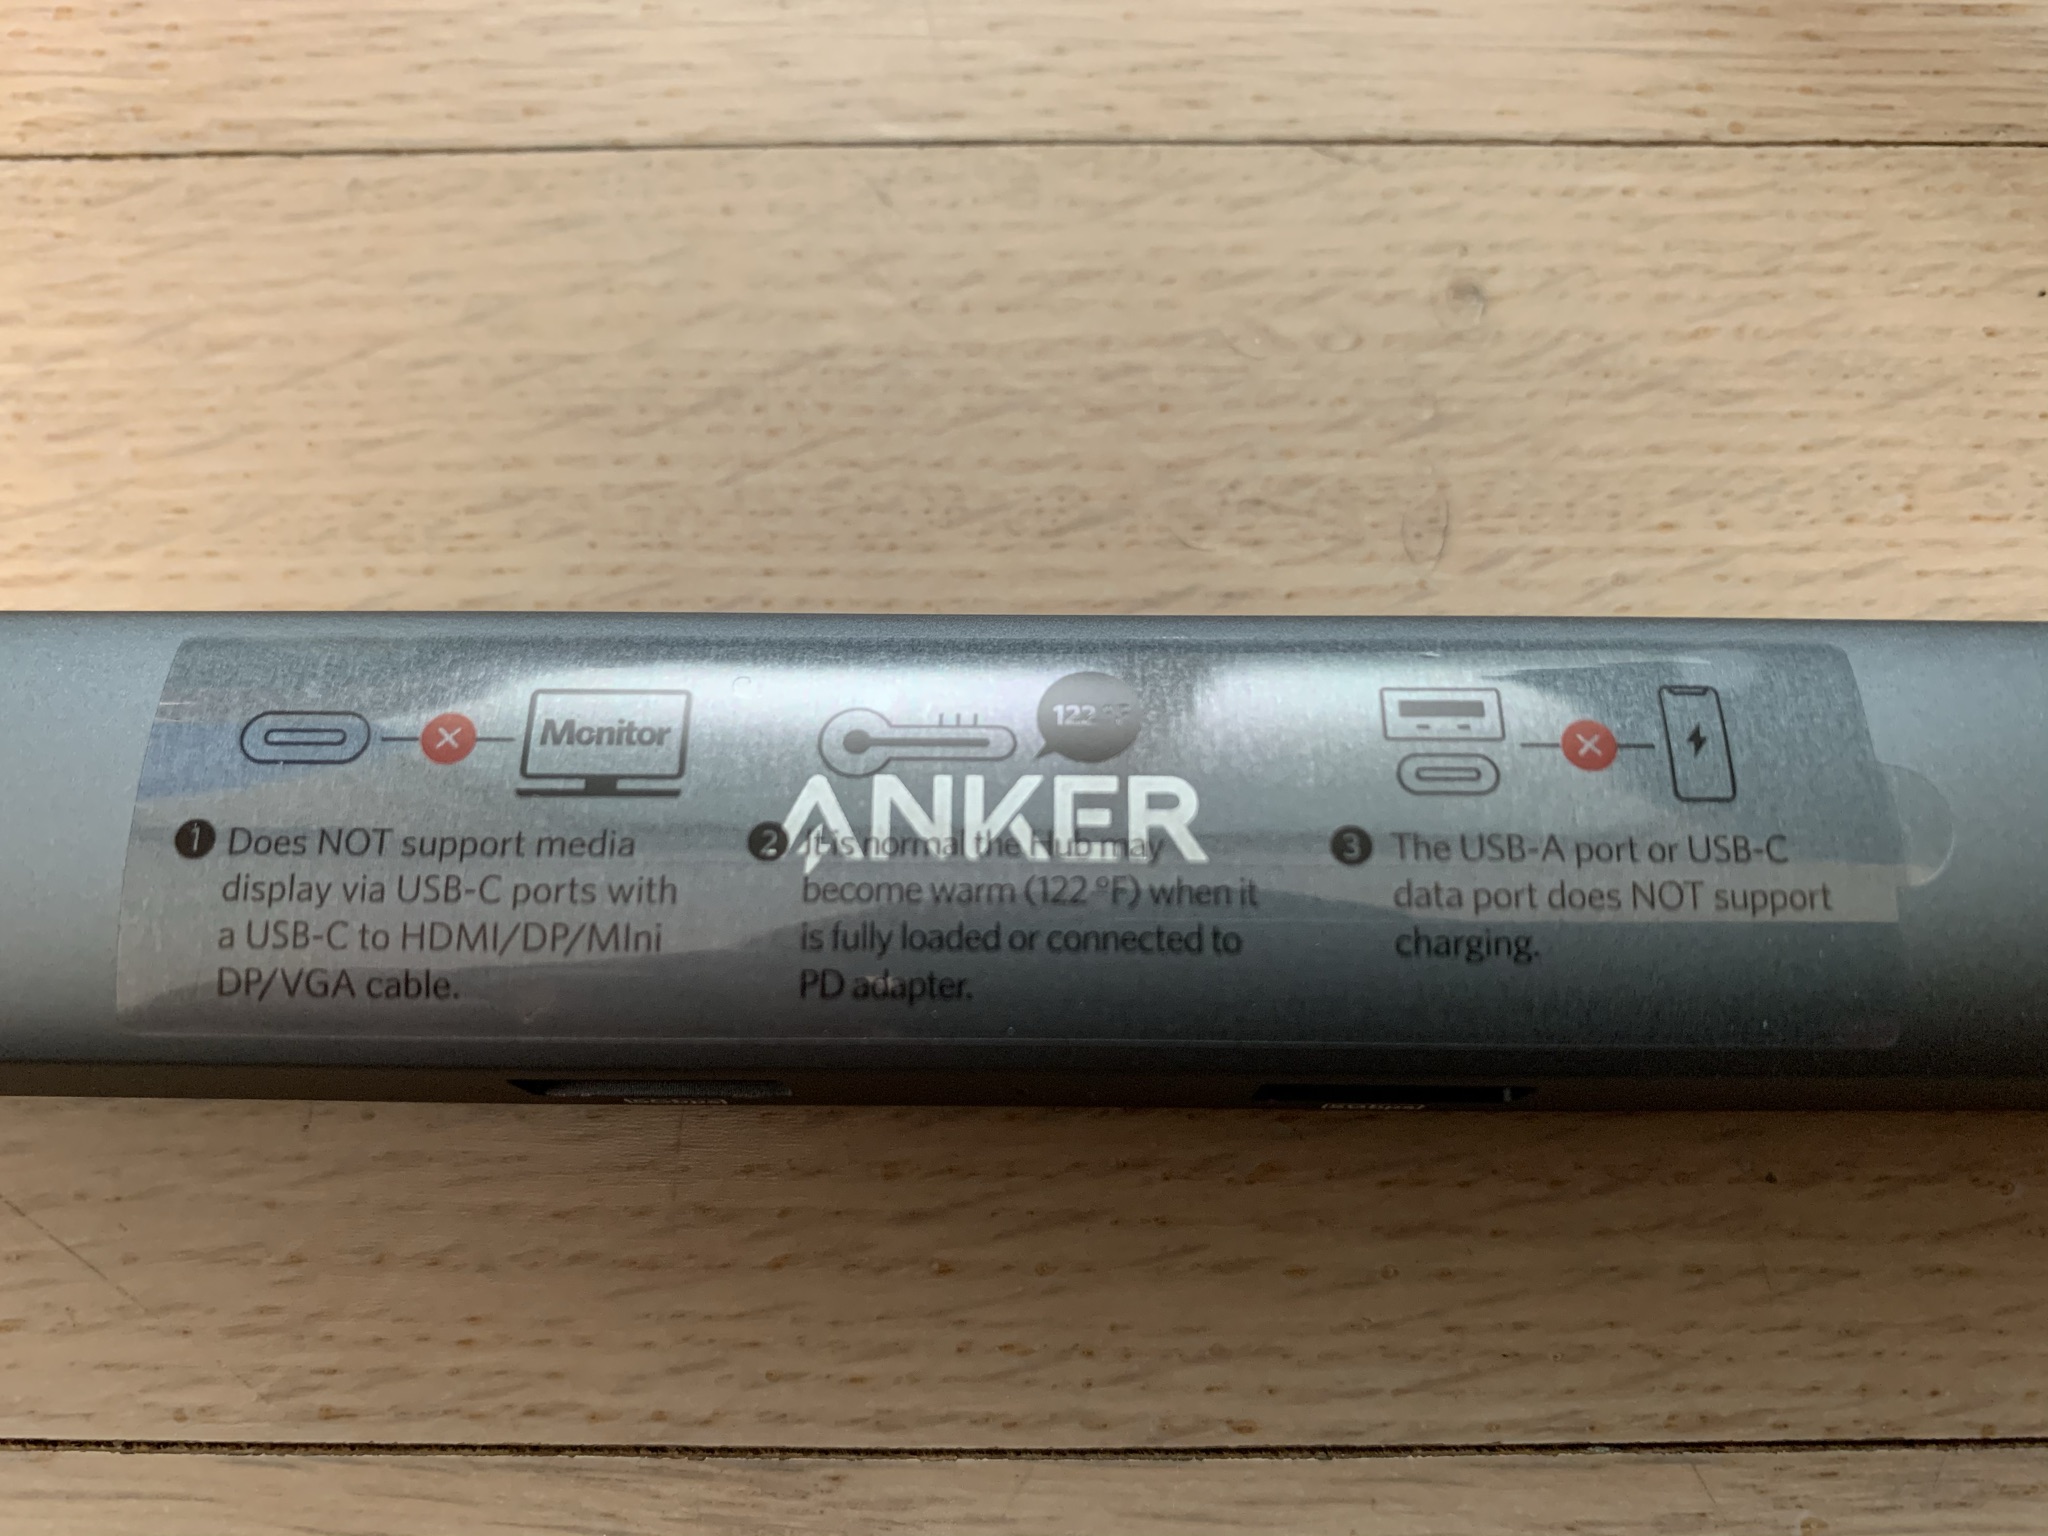 Monitor
122 °F
ANKER
1 Does NOT support media
display via USB-C ports with
a USB-C to HDMI/DP/MIni
DP/VGA cable.
2 It is normal the Hub may
become warm (122 °F) when it
is fully loaded or connected to
PD adapter.
3 The USB-A port or USB-C
data port does NOT support
charging.